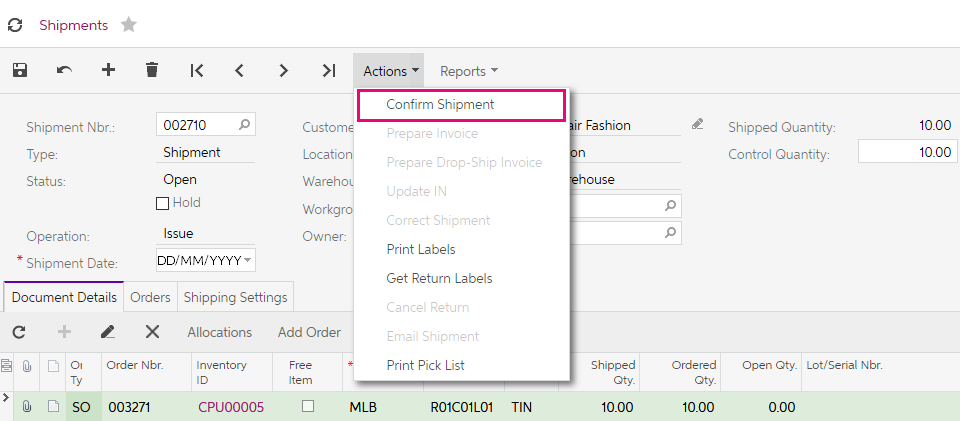 Shipments
Actions Reports
Confirm Shipment
Prepare Invoice
Prepare Drop-Ship Invoice
Update IN
Correct Shipment
Print Labels
Get Return Labels
Cancel Return
Email Shipment
Print Pick List
Shipment Nbr.: 002710
Type: Shipment
Status: Open
Hold
Operation: Issue
* Shipment Date: DD/MM/YYYY
Custome
Location
Warehou
Workgro
Owner:
air Fashion
on
rehouse
Shipped Quantity: 10.00
Control Quantity: 10.00
Document Details Orders Shipping Settings
Allocations Add Order
Or Ty Order Nbr. Inventory ID Free Item * Shipped Qty. Ordered Qty. Open Qty. Lot/Serial Nbr.
SO 003271 CPU00005 MLB R01C01L01 TIN 10.00 10.00 0.00